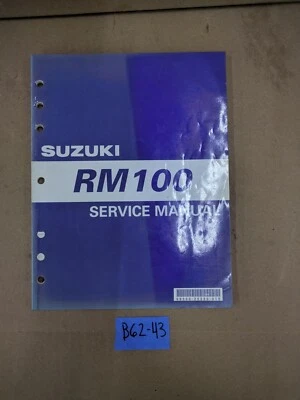 SUZUKI
RM100
SERVICE MANUAL
B62-43